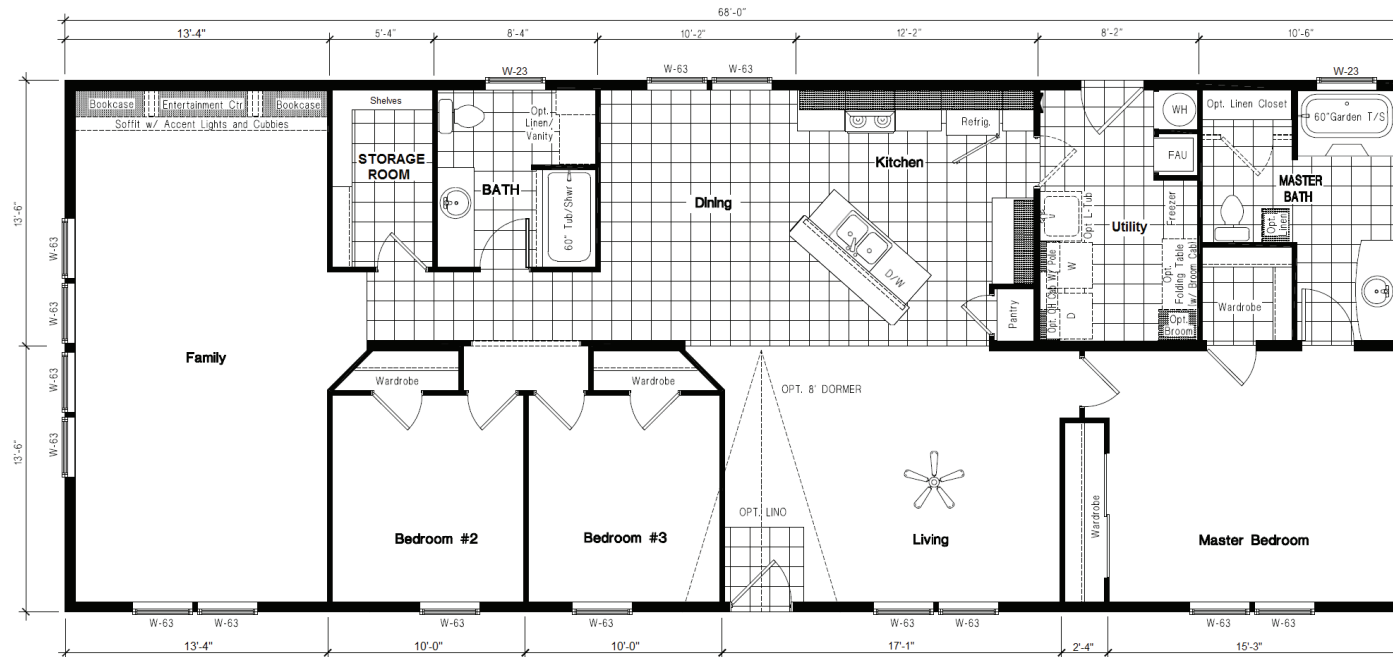 68'-0"
13'-4" 5'-4" 8'-4" 10'-2" 12'-2" 8'-2" 10'-6"
W-23 W-63 W-63 W-23
Bookcase Entertainment Ctr. Bookcase
Soffit w/ Accent Lights and Cubbies
Shelves
STORAGE
ROOM
Opt.
Linen/
Vanity
BATH
60" Tub/Shwr
Dining
Kitchen
Refrig.
D/W
Pantry
WH
FAU
Utility
Opt L-Tub
Freezer
W
D
Opt. OH Cab W/ Pole
Opt.
Folding Table
(w/ Broom Cab)
Opt.
Broom
Opt. Linen Closet
60"Garden T/S
MASTER
BATH
Opt.
Linen
Wardrobe
13'-6"
13'-6"
W-63
W-63
W-63
W-63
Family
Wardrobe
Wardrobe
OPT. 8' DORMER
OPT. LINO
Bedroom #2
Bedroom #3
Living
Wardrobe
Master Bedroom
W-63 W-63 W-63 W-63 W-63 W-63 W-63 W-63
13'-4" 10'-0" 10'-0" 17'-1" 2'-4" 15'-3"